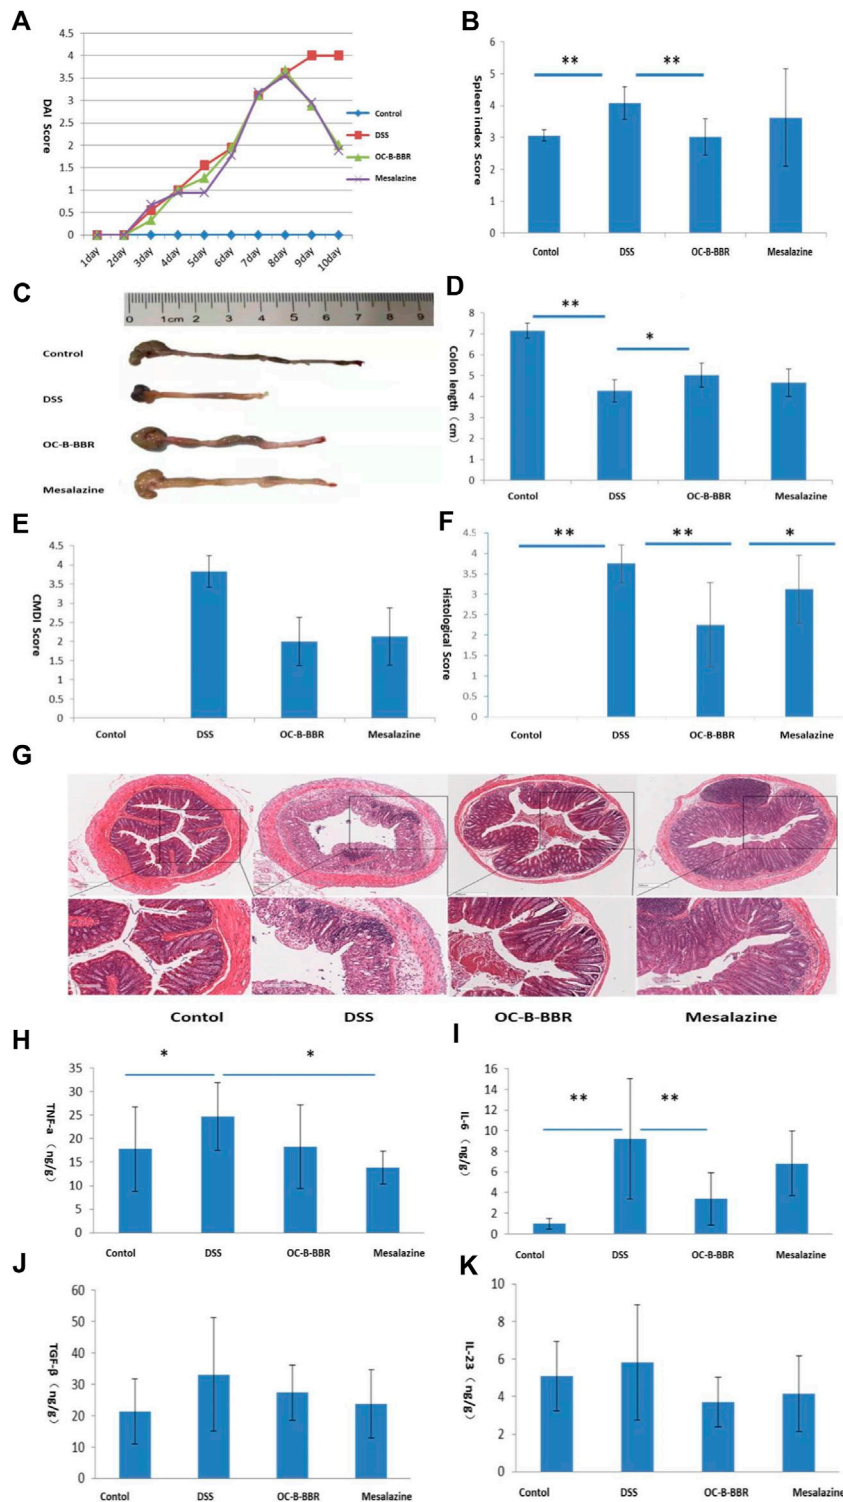 A
4.5
4
3.5
3
2.5
2
1.5
1
0.5
0
DAI Score
1day 2day 3day 4day 5day 6day 7day 8day 9day 10day
Control
DSS
OC-B-BBR
Mesalazine
B
6
5
4
3
2
1
0
Spleen index Score
** **
Contol DSS OC-B-BBR Mesalazine
C
0 1cm 2 3 4 5 6 7 8 9
Control
DSS
OC-B-BBR
Mesalazine
D
8
7
6
5
4
3
2
1
0
Colon length (cm)
** *
Contol DSS OC-B-BBR Mesalazine
E
4.5
4
3.5
3
2.5
2
1.5
1
0.5
0
CMDI Score
Contol DSS OC-B-BBR Mesalazine
F
4.5
4
3.5
3
2.5
2
1.5
1
0.5
0
Histological Score
** ** *
Contol DSS OC-B-BBR Mesalazine
G
Contol DSS OC-B-BBR Mesalazine
H
35
30
25
20
15
10
5
0
TNF-a (ng/g)
* *
Contol DSS OC-B-BBR Mesalazine
I
16
14
12
10
8
6
4
2
0
IL-6 (ng/g)
** **
Contol DSS OC-B-BBR Mesalazine
J
60
50
40
30
20
10
0
TGF-β (ng/g)
Contol DSS OC-B-BBR Mesalazine
K
10
8
6
4
2
0
IL-23 (ng/g)
Contol DSS OC-B-BBR Mesalazine